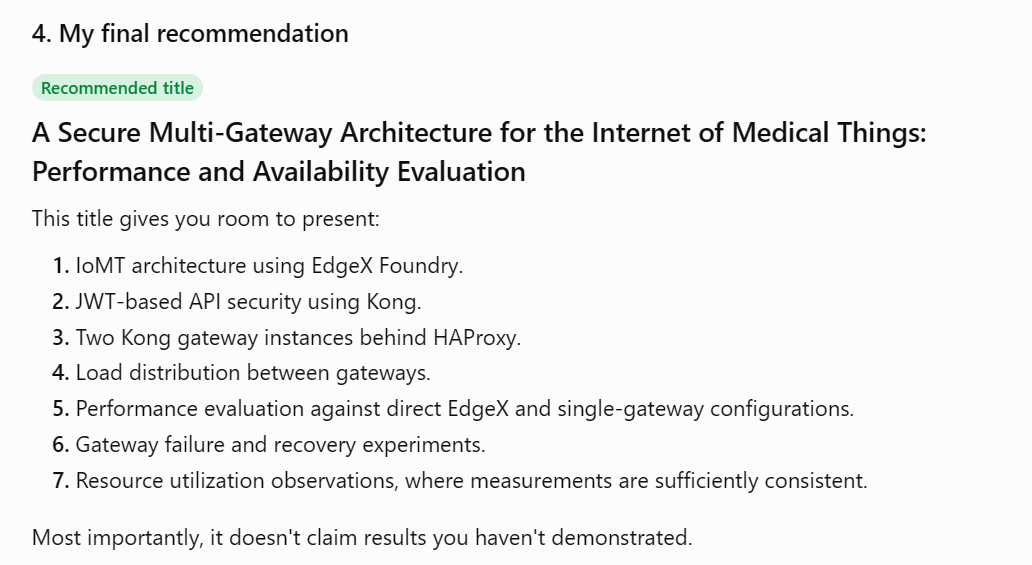 4. My final recommendation
Recommended title
A Secure Multi-Gateway Architecture for the Internet of Medical Things:
Performance and Availability Evaluation
This title gives you room to present:
1. IoMT architecture using EdgeX Foundry.
2. JWT-based API security using Kong.
3. Two Kong gateway instances behind HAProxy.
4. Load distribution between gateways.
5. Performance evaluation against direct EdgeX and single-gateway configurations.
6. Gateway failure and recovery experiments.
7. Resource utilization observations, where measurements are sufficiently consistent.
Most importantly, it doesn't claim results you haven't demonstrated.